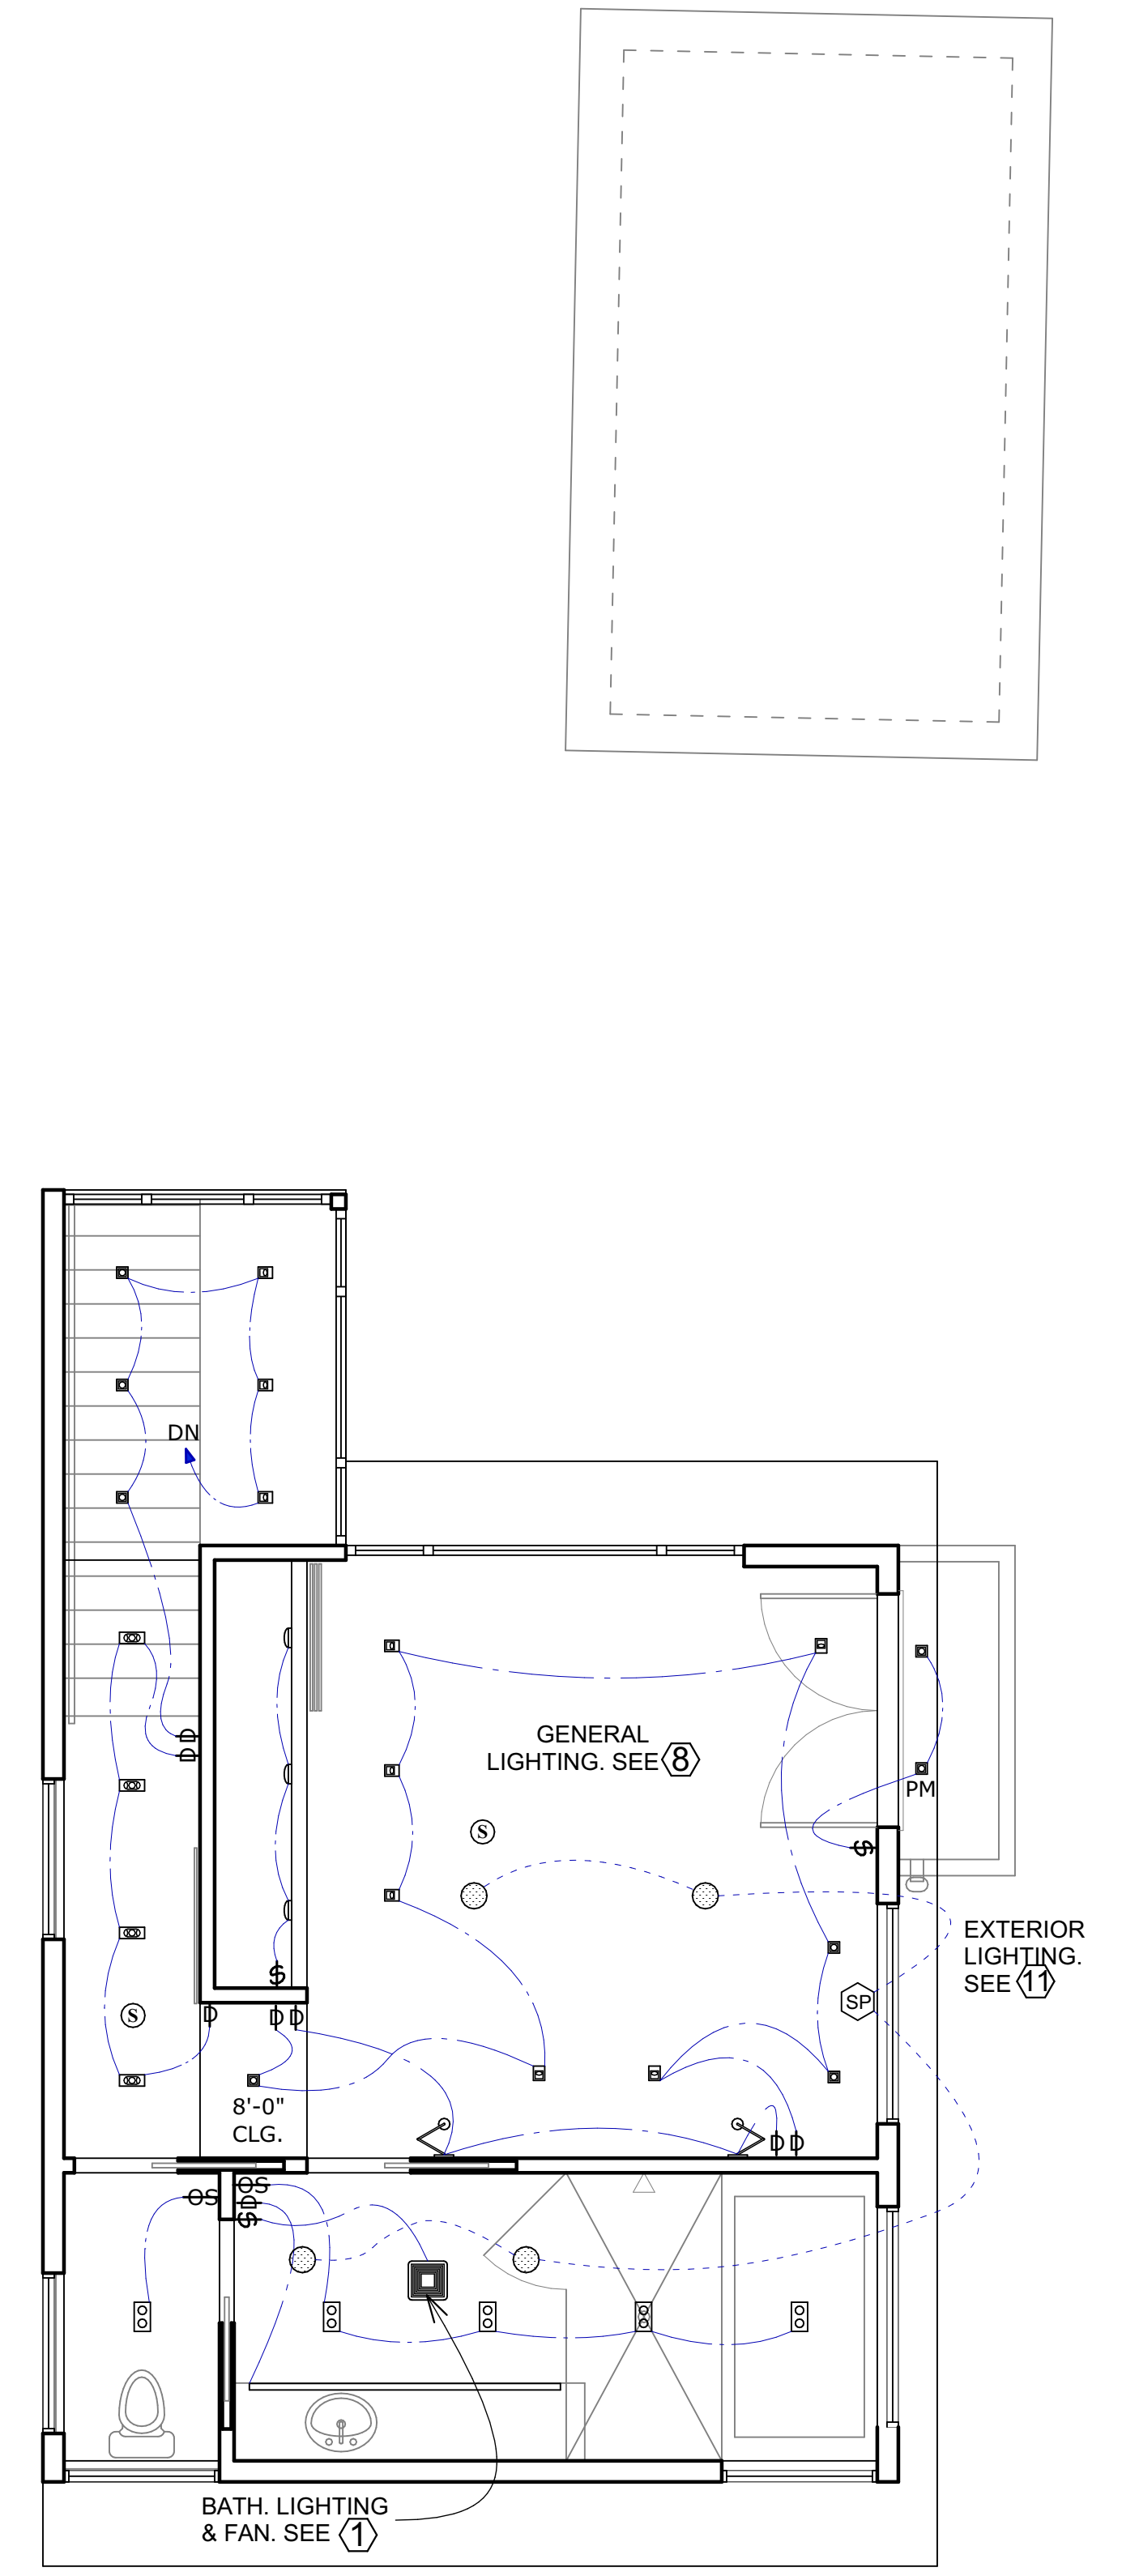 DN
GENERAL
LIGHTING. SEE 8
PM
D
D
S
S
EXTERIOR
LIGHTING.
SEE 11
S
SP
S
D
D D
8'-0"
CLG.
D D
OS
OS
D
S
BATH. LIGHTING
& FAN. SEE 1